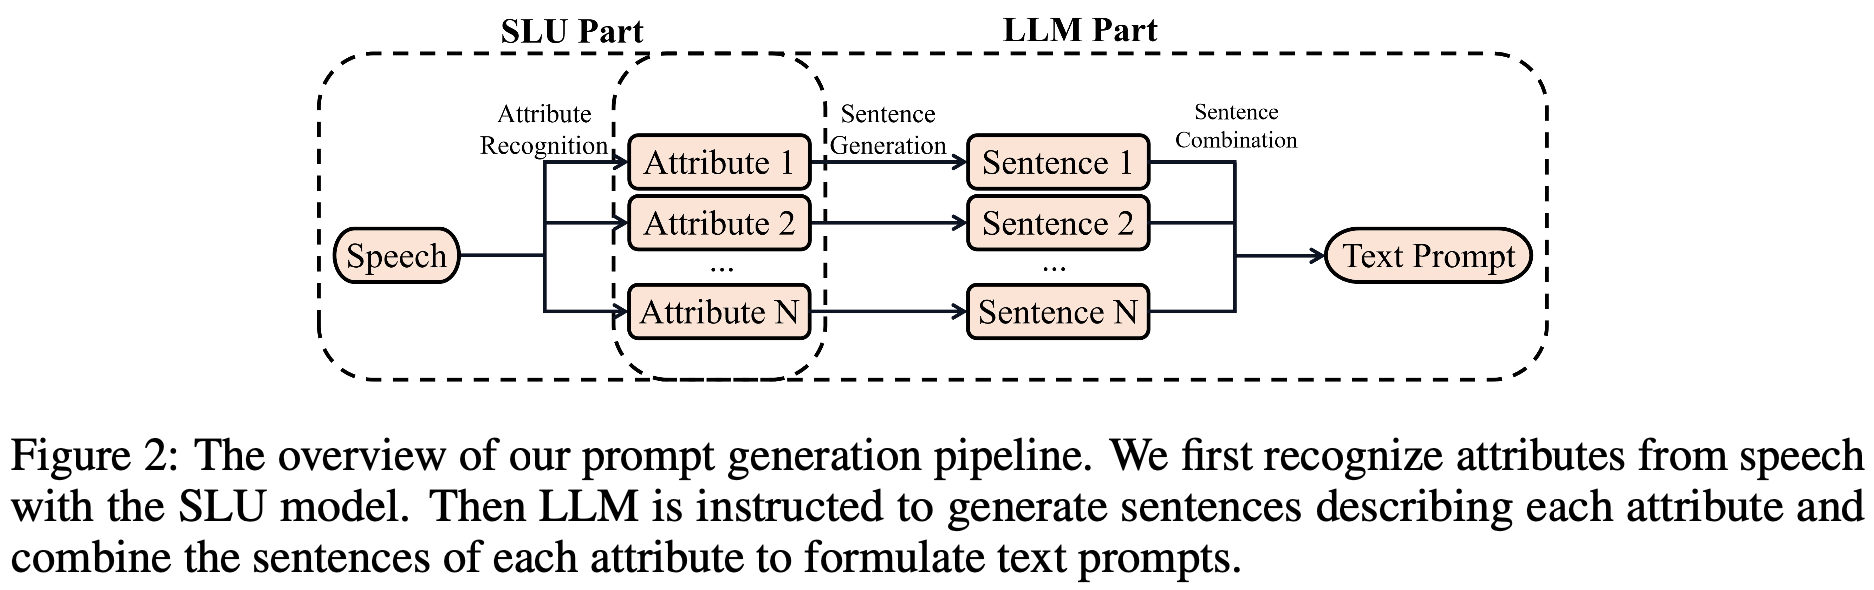 SLU Part
LLM Part
Attribute
Recognition
Sentence
Generation
Sentence
Combination
Speech
Attribute 1
Attribute 2
...
Attribute N
Sentence 1
Sentence 2
...
Sentence N
Text Prompt
Figure 2: The overview of our prompt generation pipeline. We first recognize attributes from speech
with the SLU model. Then LLM is instructed to generate sentences describing each attribute and
combine the sentences of each attribute to formulate text prompts.